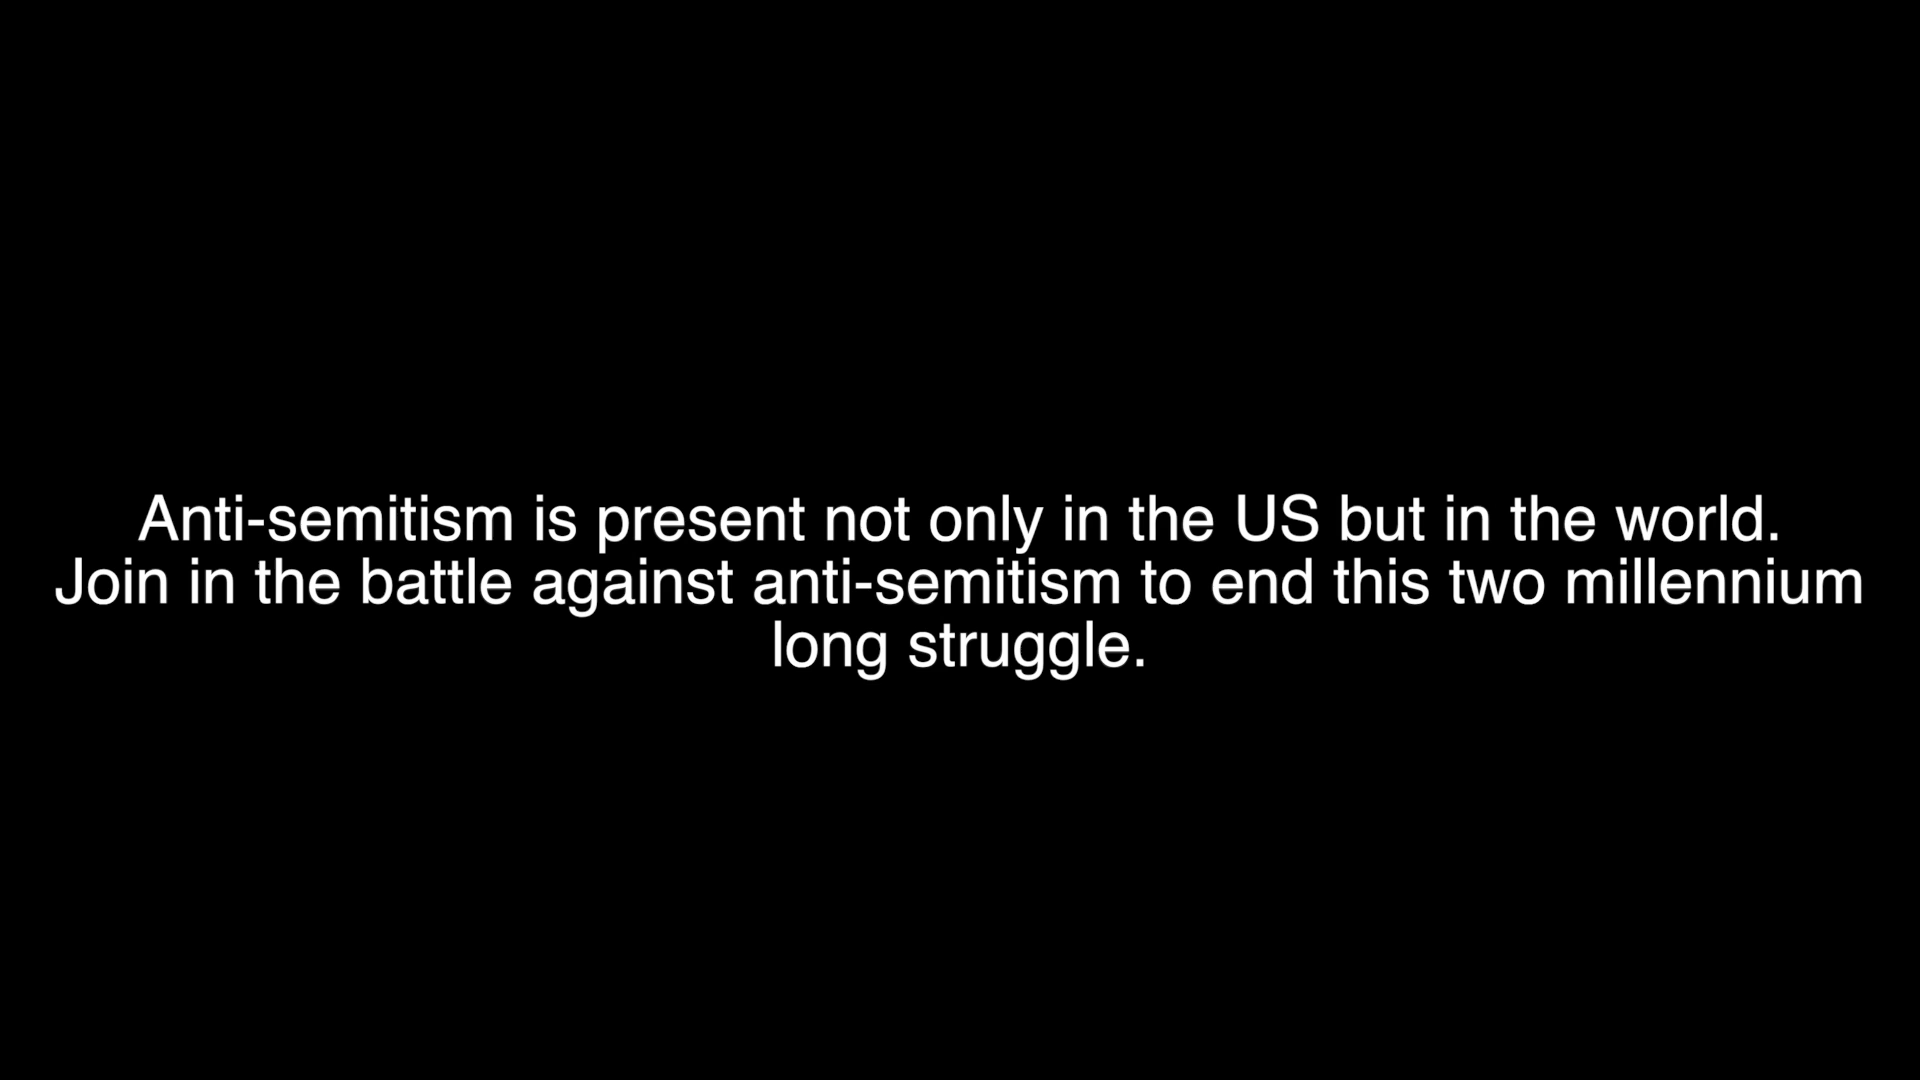 Anti-semitism is present not only in the US but in the world.
Join in the battle against anti-semitism to end this two millennium
long struggle.